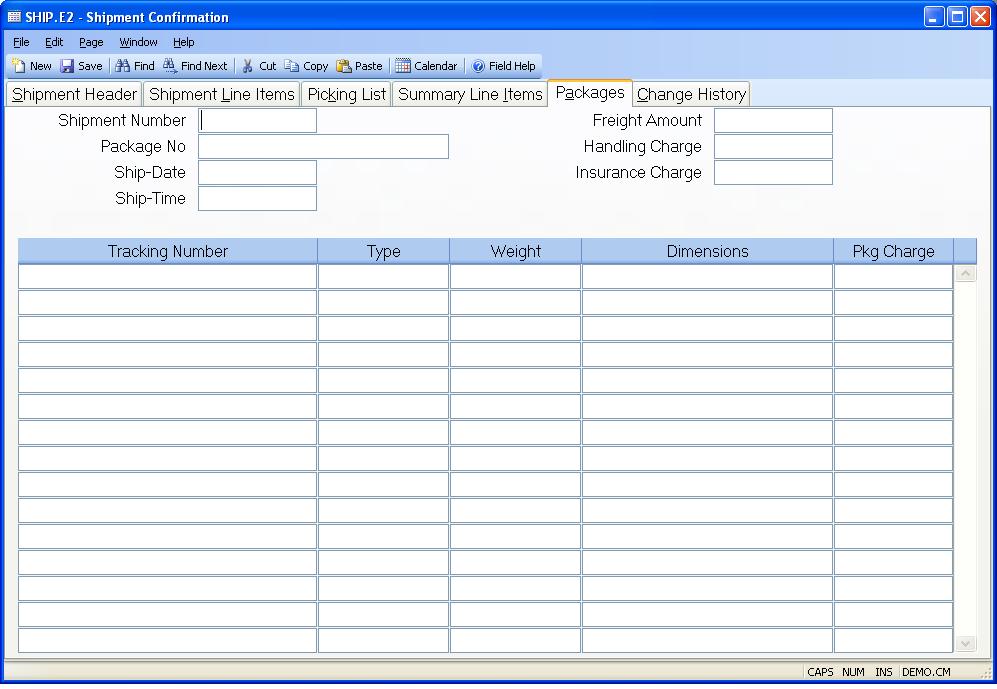 SHIP.E2 - Shipment Confirmation
File Edit Page Window Help
New Save Find Find Next Cut Copy Paste Calendar Field Help
Shipment Header Shipment Line Items Picking List Summary Line Items Packages Change History
Shipment Number Freight Amount
Package No Handling Charge
Ship-Date Insurance Charge
Ship-Time
Tracking Number Type Weight Dimensions Pkg Charge
CAPS NUM INS DEMO.CM